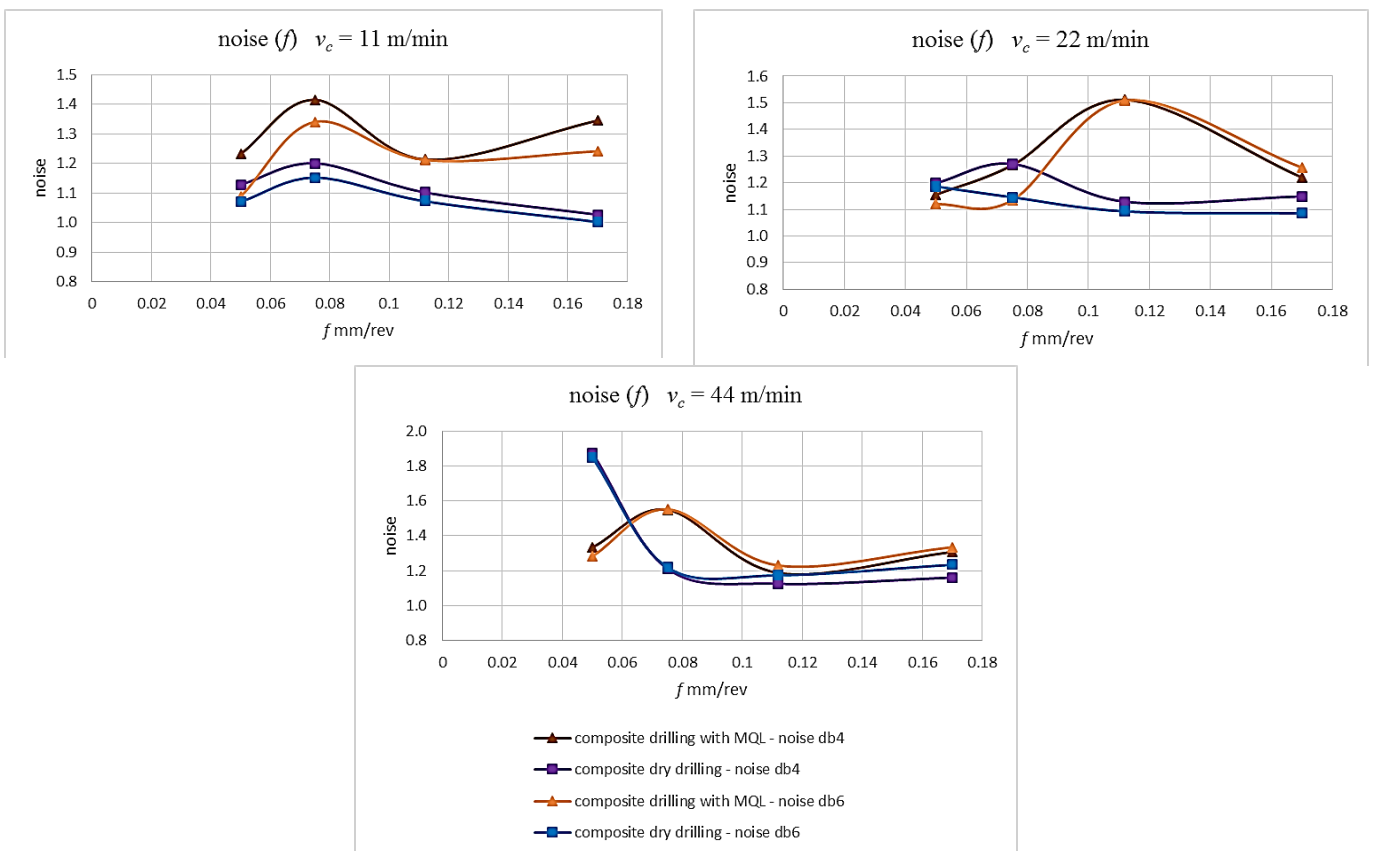 noise (f) vc = 11 m/min
1.5
1.4
1.3
1.2
1.1
1.0
0.9
0.8
noise
0 0.02 0.04 0.06 0.08 0.1 0.12 0.14 0.16 0.18
f mm/rev
noise (f) vc = 22 m/min
1.6
1.5
1.4
1.3
1.2
1.1
1.0
0.9
0.8
noise
0 0.02 0.04 0.06 0.08 0.1 0.12 0.14 0.16 0.18
f mm/rev
noise (f) vc = 44 m/min
2.0
1.8
1.6
1.4
1.2
1.0
0.8
noise
0 0.02 0.04 0.06 0.08 0.1 0.12 0.14 0.16 0.18
f mm/rev
composite drilling with MQL - noise db4
composite dry drilling - noise db4
composite drilling with MQL - noise db6
composite dry drilling - noise db6